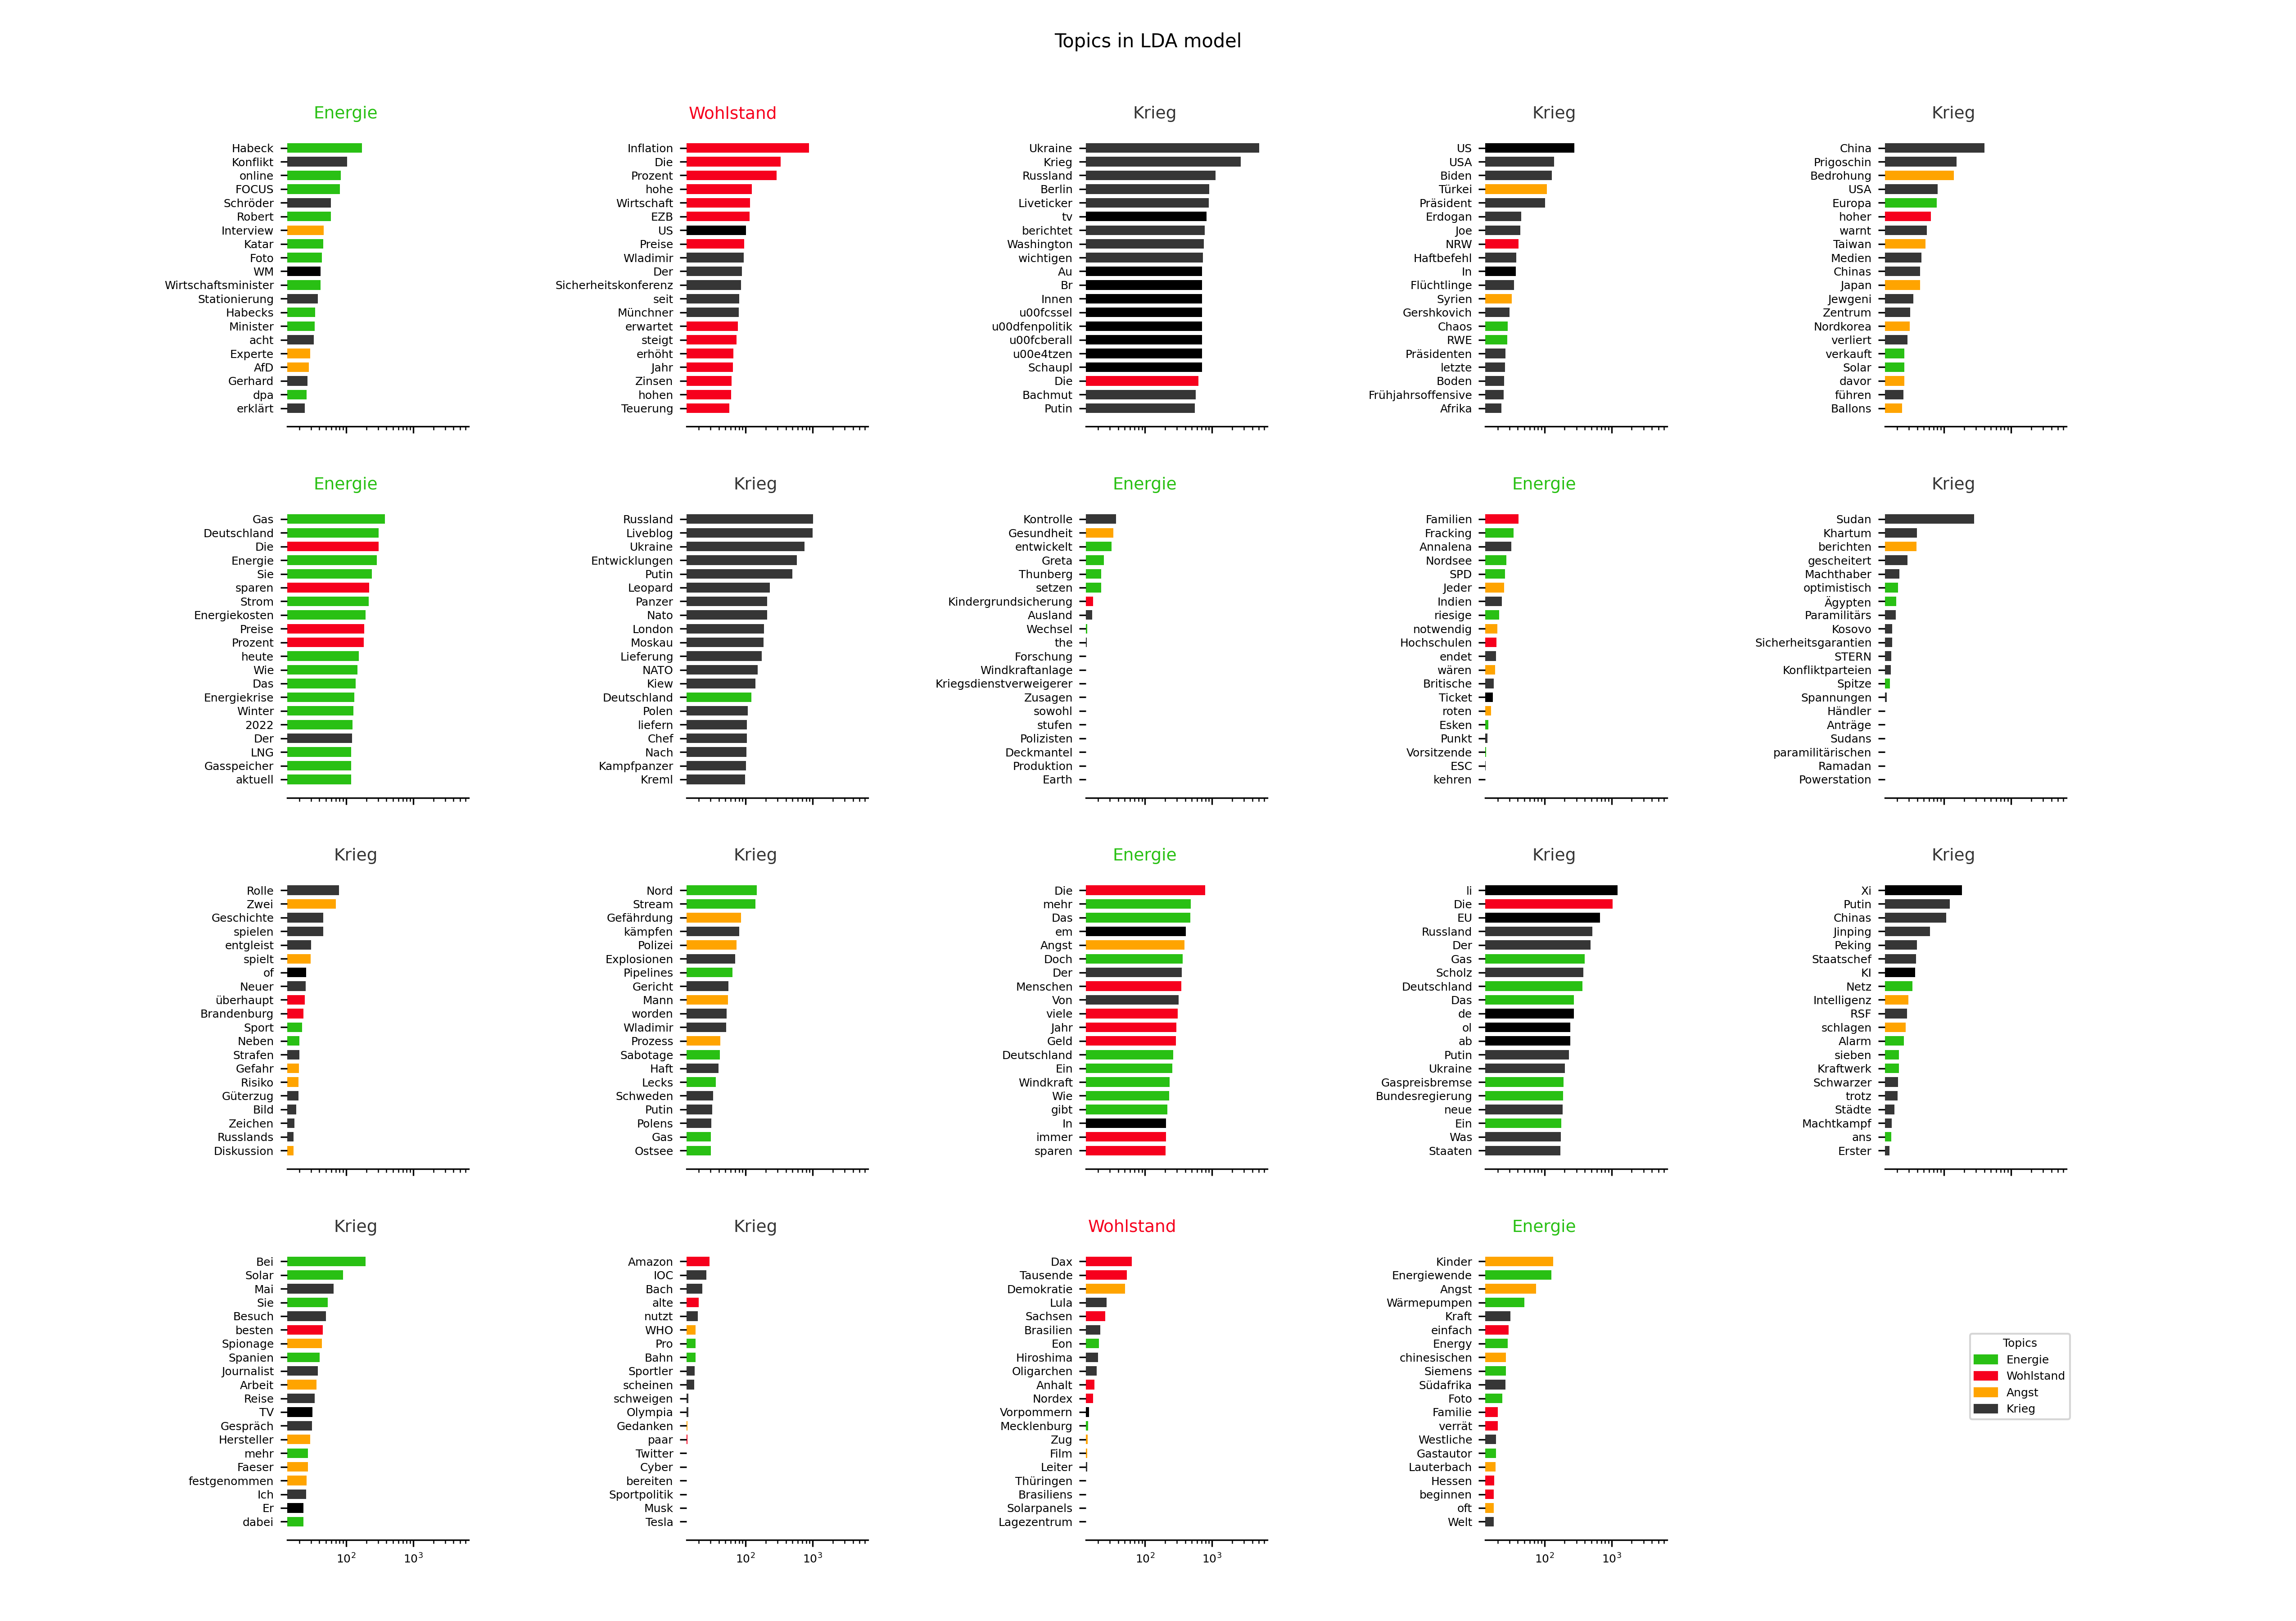 Topics in LDA model
Energie
Habeck
Konflikt
online
FOCUS
Schröder
Robert
Interview
Katar
Foto
WM
Wirtschaftsminister
Stationierung
Habecks
Minister
acht
Experte
AfD
Gerhard
dpa
erklärt
Wohlstand
Inflation
Die
Prozent
hohe
Wirtschaft
EZB
US
Preise
Wladimir
Der
Sicherheitskonferenz
seit
Münchner
erwartet
steigt
erhöht
Jahr
Zinsen
hohen
Teuerung
Krieg
Ukraine
Krieg
Russland
Berlin
Liveticker
tv
berichtet
Washington
wichtigen
Au
Br
Innen
u00fcssel
u00dfenpolitik
u00fcberall
u00e4tzen
Schaupl
Die
Bachmut
Putin
Krieg
US
USA
Biden
Türkei
Präsident
Erdogan
Joe
NRW
Haftbefehl
In
Flüchtlinge
Syrien
Gershkovich
Chaos
RWE
Präsidenten
letzte
Boden
Frühjahrsoffensive
Afrika
Krieg
China
Prigoschin
Bedrohung
USA
Europa
hoher
warnt
Taiwan
Medien
Chinas
Japan
Jewgeni
Zentrum
Nordkorea
verliert
verkauft
Solar
davor
führen
Ballons
Energie
Gas
Deutschland
Die
Energie
Sie
sparen
Strom
Energiekosten
Preise
Prozent
heute
Wie
Das
Energiekrise
Winter
2022
Der
LNG
Gasspeicher
aktuell
Krieg
Russland
Liveblog
Ukraine
Entwicklungen
Putin
Leopard
Panzer
Nato
London
Moskau
Lieferung
NATO
Kiew
Deutschland
Polen
liefern
Chef
Nach
Kampfpanzer
Kreml
Energie
Kontrolle
Gesundheit
entwickelt
Greta
Thunberg
setzen
Kindergrundsicherung
Ausland
Wechsel
the
Forschung
Windkraftanlage
Kriegsdienstverweigerer
Zusagen
sowohl
stufen
Polizisten
Deckmantel
Produktion
Earth
Energie
Familien
Fracking
Annalena
Nordsee
SPD
Jeder
Indien
riesige
notwendig
Hochschulen
endet
wären
Britische
Ticket
roten
Esken
Punkt
Vorsitzende
ESC
kehren
Krieg
Sudan
Khartum
berichten
gescheitert
Machthaber
optimistisch
Ägypten
Paramilitärs
Kosovo
Sicherheitsgarantien
STERN
Konfliktparteien
Spitze
Spannungen
Händler
Anträge
Sudans
paramilitärischen
Ramadan
Powerstation
Krieg
Rolle
Zwei
Geschichte
spielen
entgleist
spielt
of
Neuer
überhaupt
Brandenburg
Sport
Neben
Strafen
Gefahr
Risiko
Güterzug
Bild
Zeichen
Russlands
Diskussion
Krieg
Nord
Stream
Gefährdung
kämpfen
Polizei
Explosionen
Pipelines
Gericht
Mann
worden
Wladimir
Prozess
Sabotage
Haft
Lecks
Schweden
Putin
Polens
Gas
Ostsee
Energie
Die
mehr
Das
em
Angst
Doch
Der
Menschen
Von
viele
Jahr
Geld
Deutschland
Ein
Windkraft
Wie
gibt
In
immer
sparen
Krieg
li
Die
EU
Russland
Der
Gas
Scholz
Deutschland
Das
de
ol
ab
Putin
Ukraine
Gaspreisbremse
Bundesregierung
neue
Ein
Was
Staaten
Krieg
Xi
Putin
Chinas
Jinping
Peking
Staatschef
KI
Netz
Intelligenz
RSF
schlagen
Alarm
sieben
Kraftwerk
Schwarzer
trotz
Städte
Machtkampf
ans
Erster
Krieg
Bei
Solar
Mai
Sie
Besuch
besten
Spionage
Spanien
Journalist
Arbeit
Reise
TV
Gespräch
Hersteller
mehr
Faeser
festgenommen
Ich
Er
dabei
10² 10³
Krieg
Amazon
IOC
Bach
alte
nutzt
WHO
Pro
Bahn
Sportler
scheinen
schweigen
Olympia
Gedanken
paar
Twitter
Cyber
bereiten
Sportpolitik
Musk
Tesla
10² 10³
Wohlstand
Dax
Tausende
Demokratie
Lula
Sachsen
Brasilien
Eon
Hiroshima
Oligarchen
Anhalt
Nordex
Vorpommern
Mecklenburg
Zug
Film
Leiter
Thüringen
Brasiliens
Solarpanels
Lagezentrum
10² 10³
Energie
Kinder
Energiewende
Angst
Wärmepumpen
Kraft
einfach
Energy
chinesischen
Siemens
Südafrika
Foto
Familie
verrät
Westliche
Gastautor
Lauterbach
Hessen
beginnen
oft
Welt
10² 10³
Topics
Energie
Wohlstand
Angst
Krieg